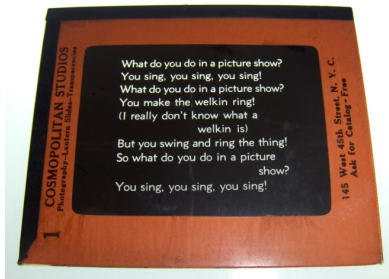 What do you do in a picture show?
You sing, you sing, you sing!
What do you do in a picture show?
You make the welkin ring!
(I really don't know what a
welkin is)
But you swing and ring the thing!
So what do you do in a picture
show?
You sing, you sing, you sing!
1 COSMOPOLITAN STUDIOS
Photography—Lantern Slides—Transparencies
145 West 45th Street, N. Y. C.
Ask for Catalog - Free